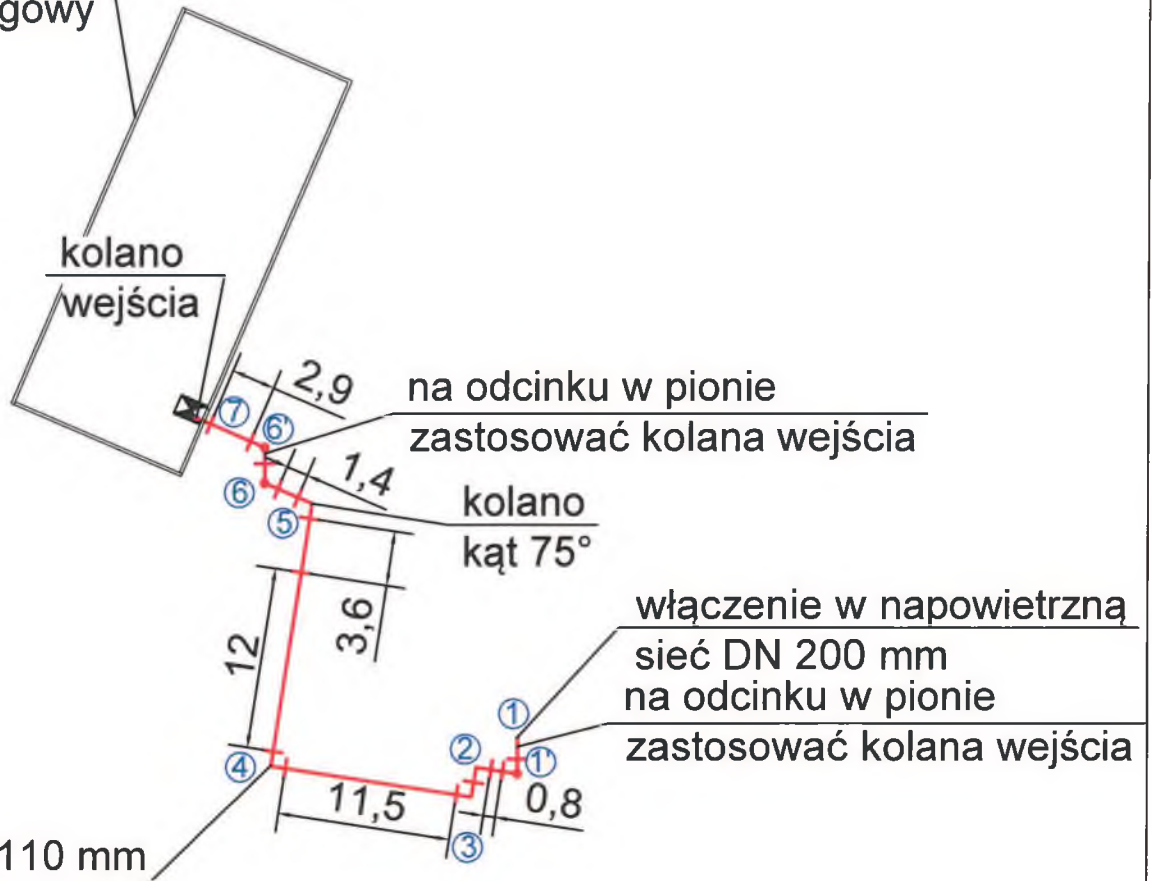 gowy
kolano
wejścia
2,9
na odcinku w pionie
zastosować kolana wejścia
7
6'
6
1,4
kolano
kąt 75°
5
3,6
12
włączenie w napowietrzną
sieć DN 200 mm
na odcinku w pionie
zastosować kolana wejścia
1
2
1'
4
11,5
0,8
3
110 mm